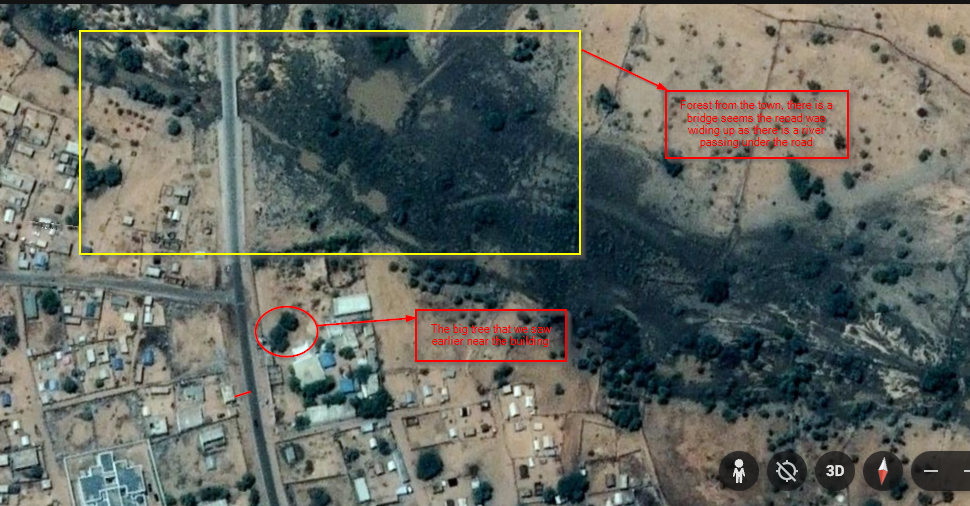 Forest from the town, there is a
bridge seems the repad was
widing up as there is a river
passing under the road
The big tree that we saw
earlier near the building
3D